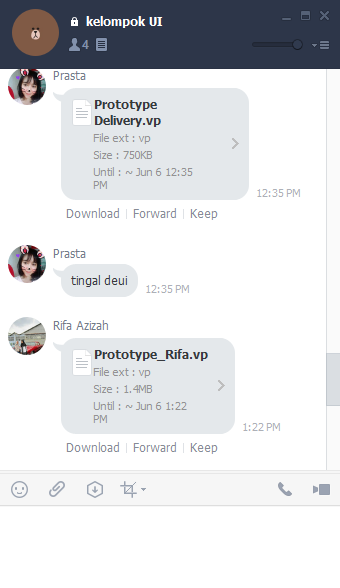 kelompok UI
4
Prasta
Prototype
Delivery.vp
File ext : vp
Size : 750KB
Until : ~ Jun 6 12:35
PM
12:35 PM
Download | Forward | Keep
Prasta
tingal deui
12:35 PM
Rifa Azizah
Prototype_Rifa.vp
File ext : vp
Size : 1.4MB
Until : ~ Jun 6 1:22
PM
1:22 PM
Download | Forward | Keep